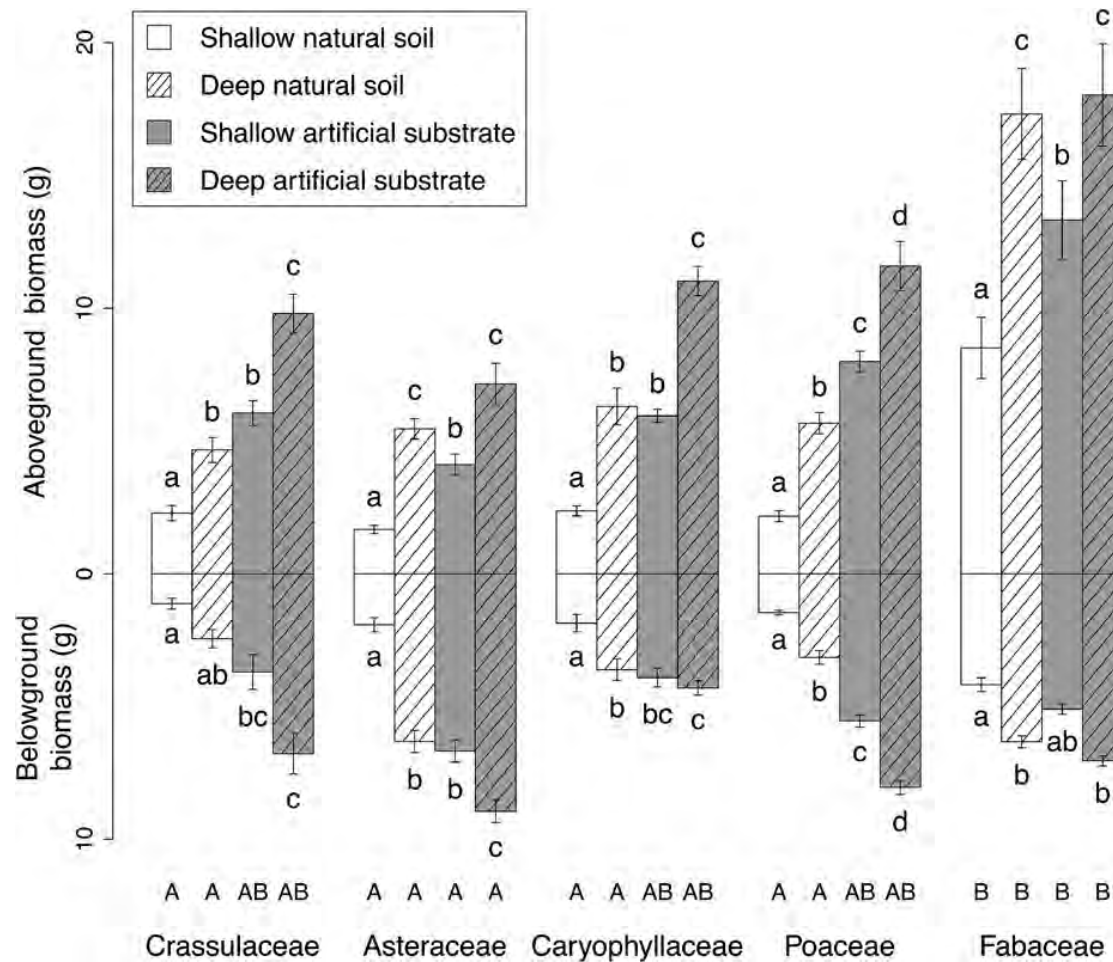 20
Shallow natural soil
Deep natural soil
Shallow artificial substrate
Deep artificial substrate
Aboveground biomass (g)
10
0
Belowground
biomass (g)
10
a b b c
a c b c
a b b c
a b c d
a c b c
a ab bc c
a b b c
a b bc c
a b c d
a b ab b
A A AB AB
A A A A
A A AB AB
A A AB AB
B B B B
Crassulaceae Asteraceae Caryophyllaceae Poaceae Fabaceae